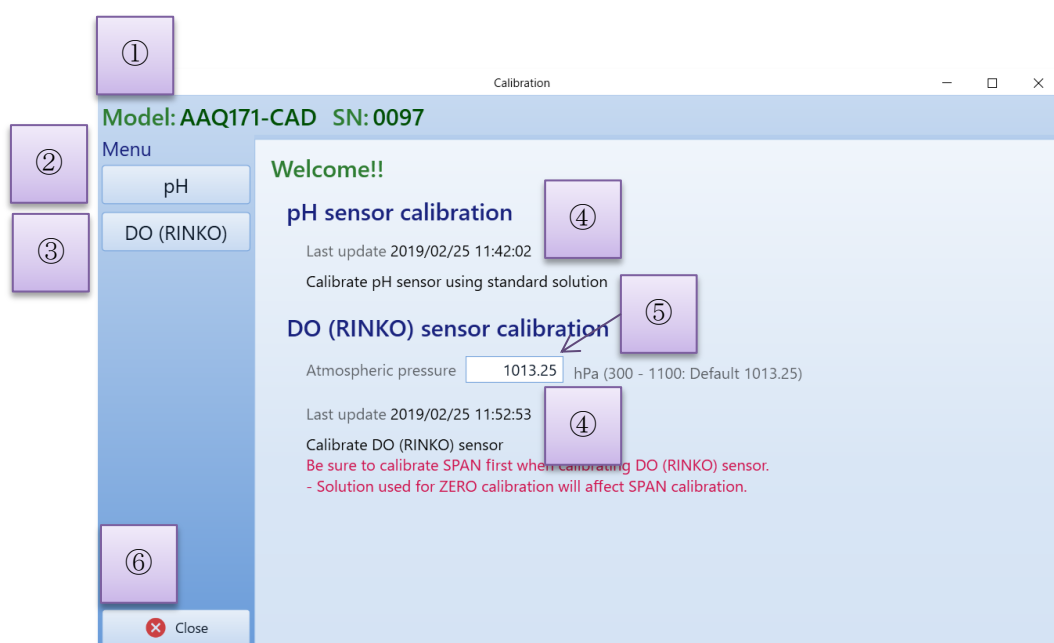 ①
Calibration
Model: AAQ171-CAD SN: 0097
②
Menu
pH
③
DO (RINKO)
Welcome!!
pH sensor calibration
④
Last update 2019/02/25 11:42:02
Calibrate pH sensor using standard solution
⑤
DO (RINKO) sensor calibration
Atmospheric pressure 1013.25 hPa (300 - 1100: Default 1013.25)
Last update 2019/02/25 11:52:53
④
Calibrate DO (RINKO) sensor
Be sure to calibrate SPAN first when calibrating DO (RINKO) sensor.
- Solution used for ZERO calibration will affect SPAN calibration.
⑥
Close